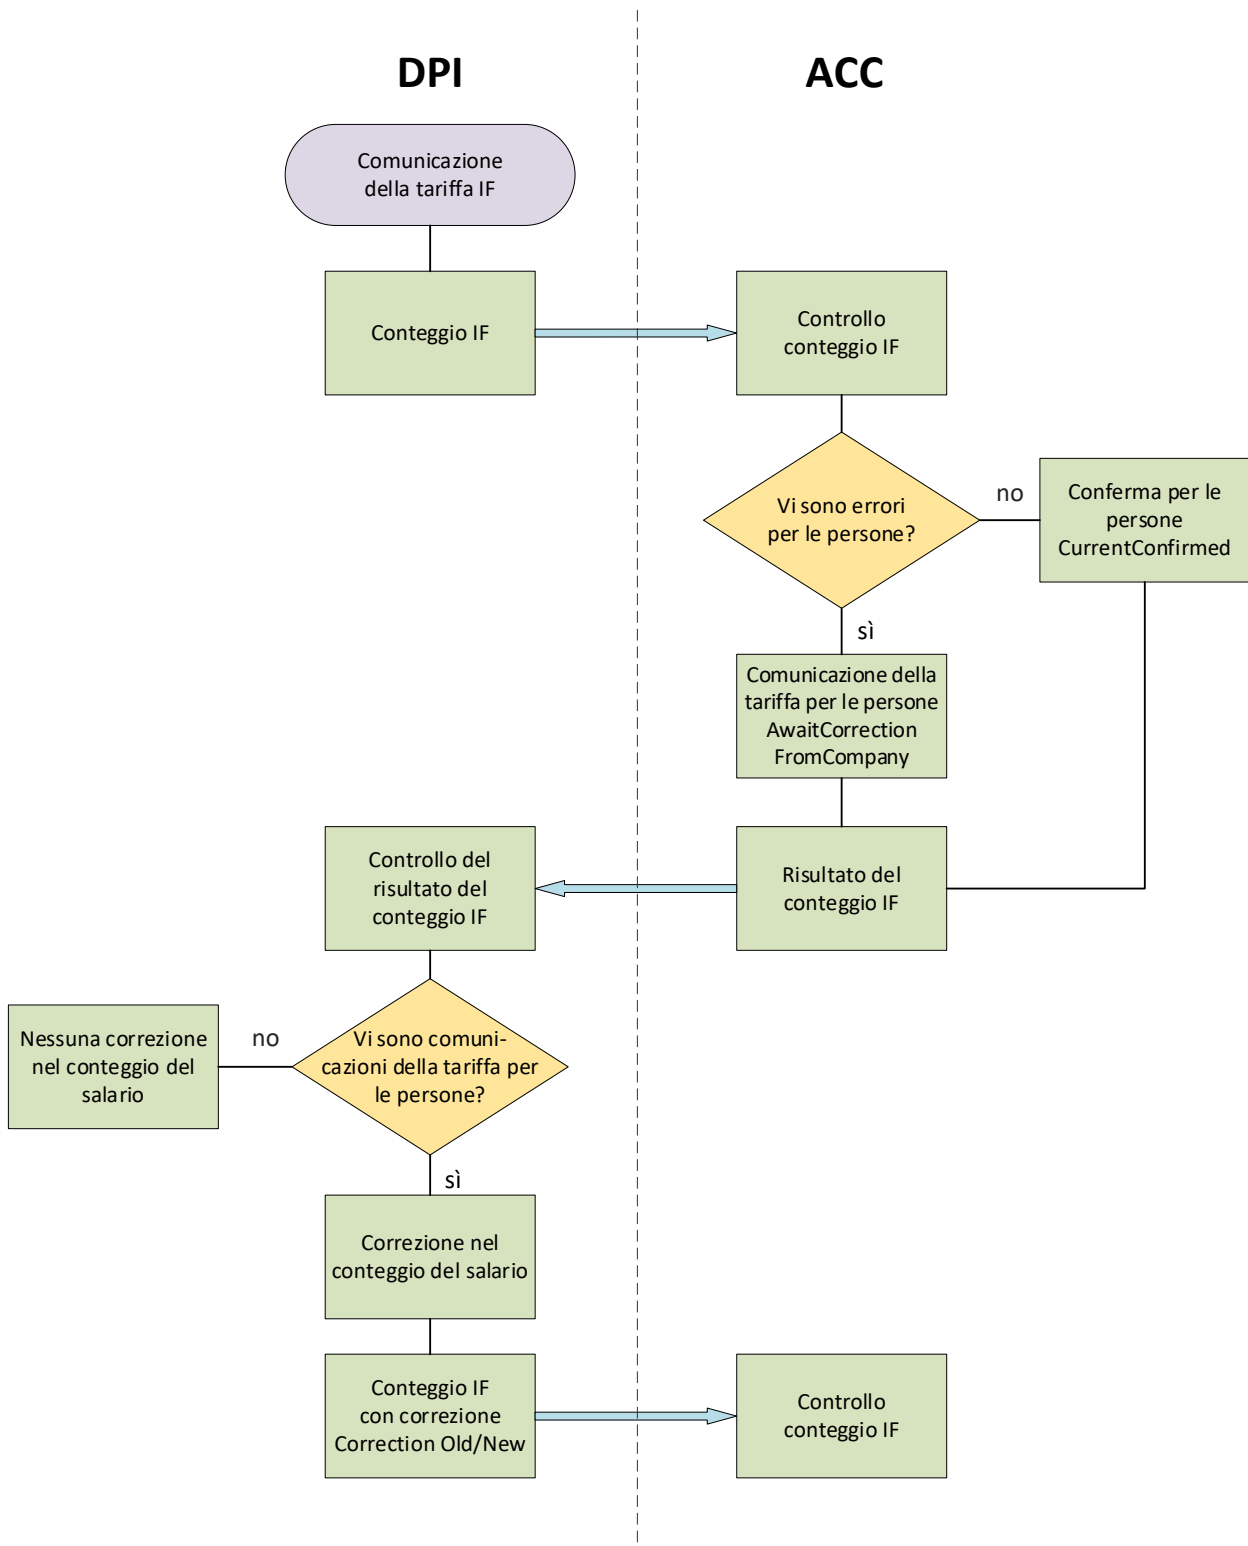 DPI
ACC
Comunicazione
della tariffa IF
Conteggio IF
Controllo
conteggio IF
Vi sono errori
per le persone?
no
Conferma per le
persone
CurrentConfirmed
sì
Comunicazione della
tariffa per le persone
AwaitCorrection
FromCompany
Controllo del
risultato del
conteggio IF
Risultato del
conteggio IF
Nessuna correzione
nel conteggio del
salario
no
Vi sono comuni-
cazioni della tariffa per
le persone?
sì
Correzione nel
conteggio del salario
Conteggio IF
con correzione
Correction Old/New
Controllo
conteggio IF